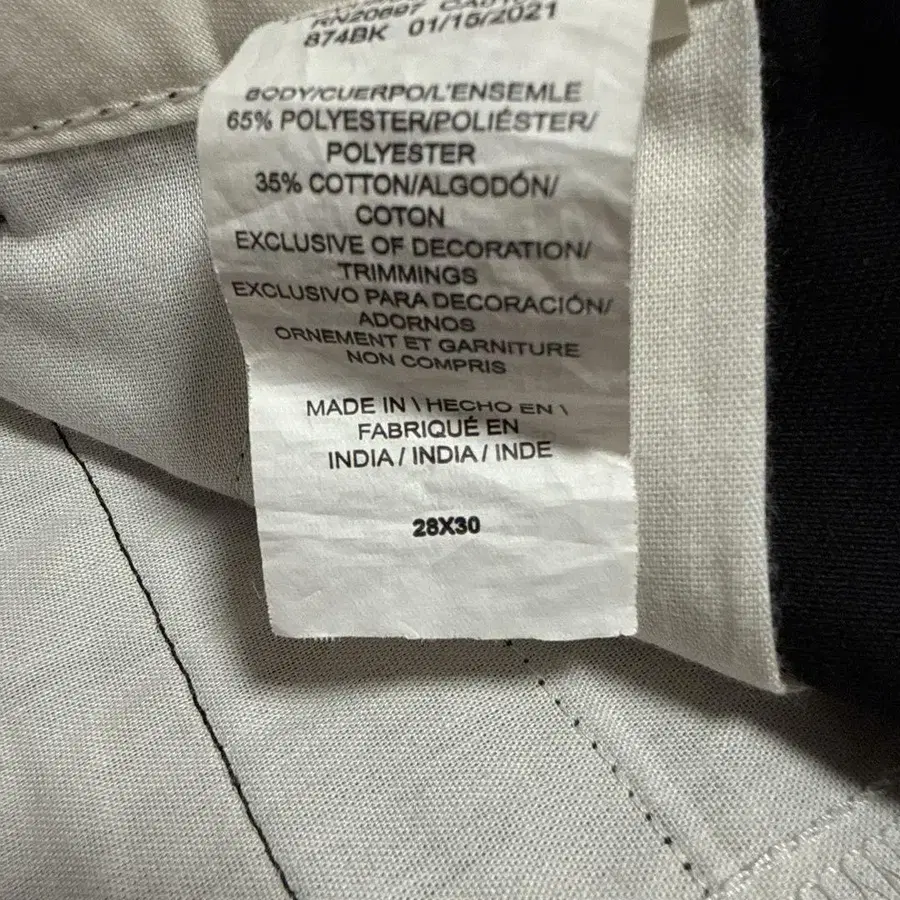 RN20697
874BK 01/15/2021
BODY/CUERPO/L'ENSEMLE
65% POLYESTER/POLIÉSTER/
POLYESTER
35% COTTON/ALGODÓN/
COTON
EXCLUSIVE OF DECORATION/
TRIMMINGS
EXCLUSIVO PARA DECORACIÓN/
ADORNOS
ORNEMENT ET GARNITURE
NON COMPRIS
MADE IN \ HECHO EN \
FABRIQUÉ EN
INDIA / INDIA / INDE
28X30